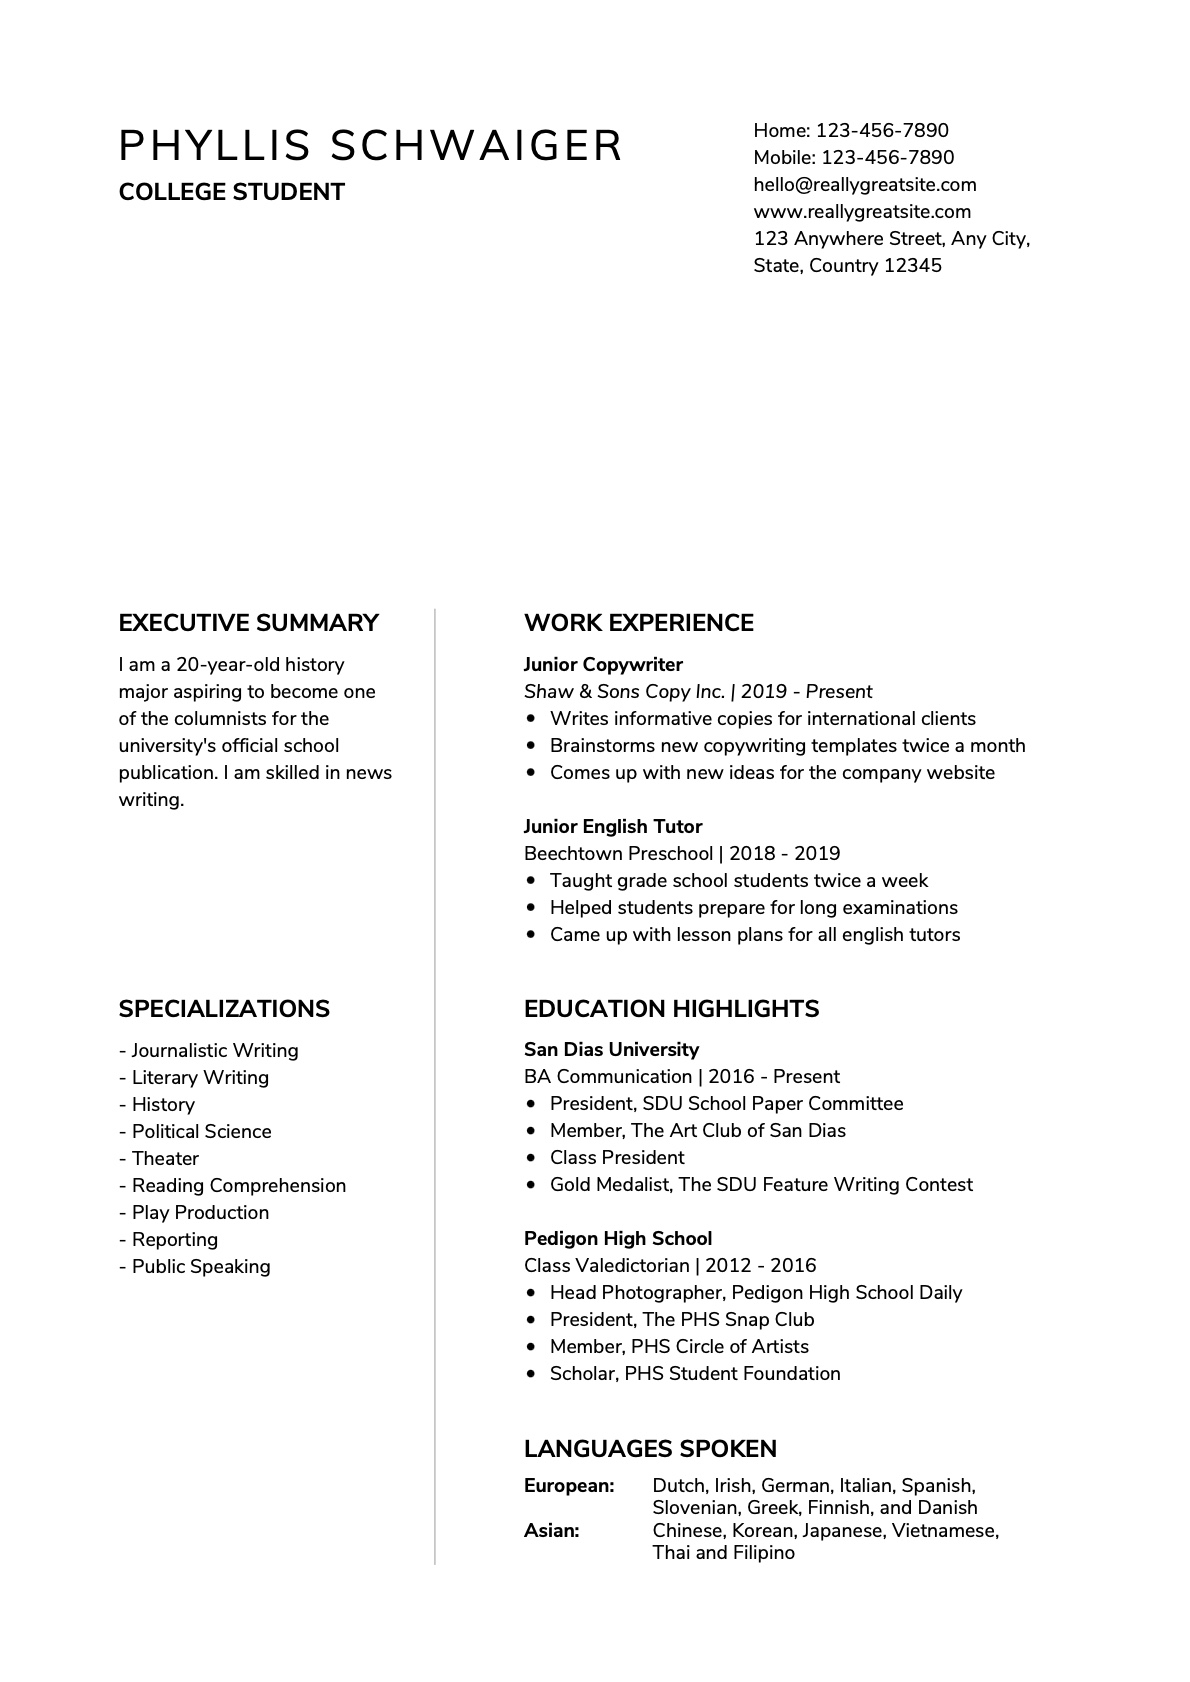 PHYLLIS SCHWAIGER
COLLEGE STUDENT
Home: 123-456-7890
Mobile: 123-456-7890
hello@reallygreatsite.com
www.reallygreatsite.com
123 Anywhere Street, Any City,
State, Country 12345
EXECUTIVE SUMMARY
I am a 20-year-old history
major aspiring to become one
of the columnists for the
university's official school
publication. I am skilled in news
writing.
SPECIALIZATIONS
- Journalistic Writing
- Literary Writing
- History
- Political Science
- Theater
- Reading Comprehension
- Play Production
- Reporting
- Public Speaking
WORK EXPERIENCE
Junior Copywriter
Shaw & Sons Copy Inc. | 2019 - Present
• Writes informative copies for international clients
• Brainstorms new copywriting templates twice a month
• Comes up with new ideas for the company website
Junior English Tutor
Beechtown Preschool | 2018 - 2019
• Taught grade school students twice a week
• Helped students prepare for long examinations
• Came up with lesson plans for all english tutors
EDUCATION HIGHLIGHTS
San Dias University
BA Communication | 2016 - Present
• President, SDU School Paper Committee
• Member, The Art Club of San Dias
• Class President
• Gold Medalist, The SDU Feature Writing Contest
Pedigon High School
Class Valedictorian | 2012 - 2016
• Head Photographer, Pedigon High School Daily
• President, The PHS Snap Club
• Member, PHS Circle of Artists
• Scholar, PHS Student Foundation
LANGUAGES SPOKEN
European: Dutch, Irish, German, Italian, Spanish,
Slovenian, Greek, Finnish, and Danish
Asian: Chinese, Korean, Japanese, Vietnamese,
Thai and Filipino